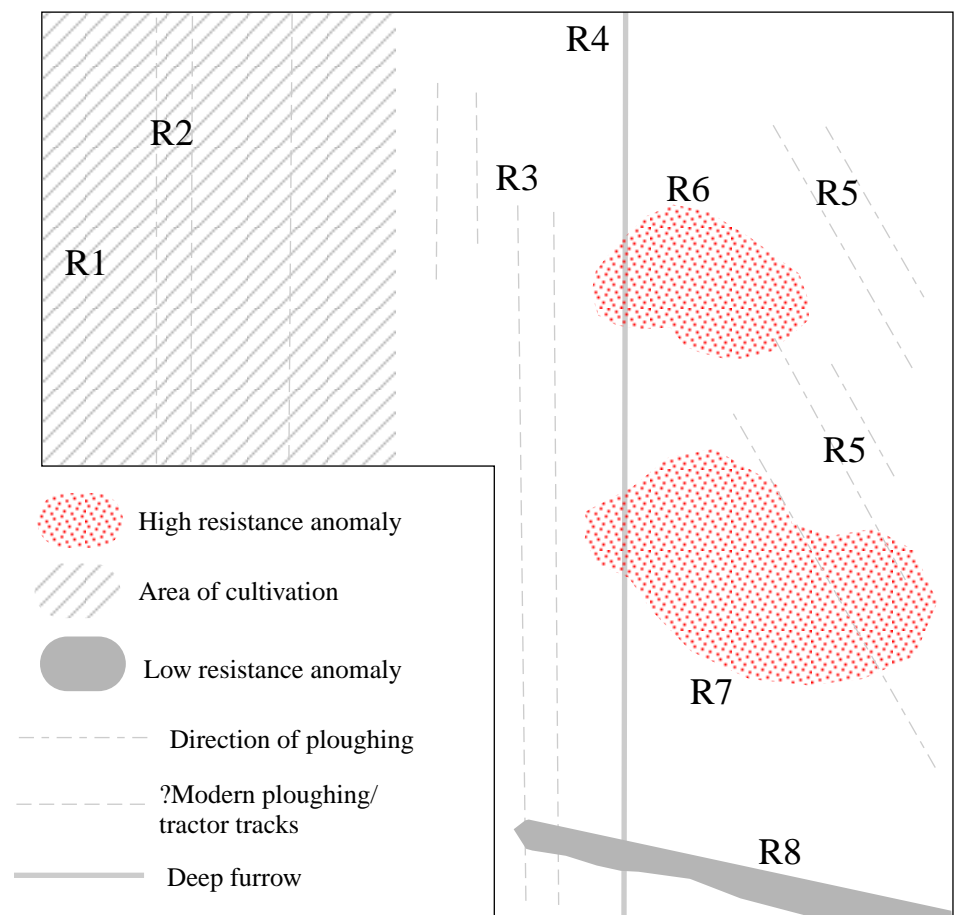 R4
R2
R3
R5
R6
R1
R5
High resistance anomaly
Area of cultivation
Low resistance anomaly
R7
Direction of ploughing
?Modern ploughing/
tractor tracks
R8
Deep furrow